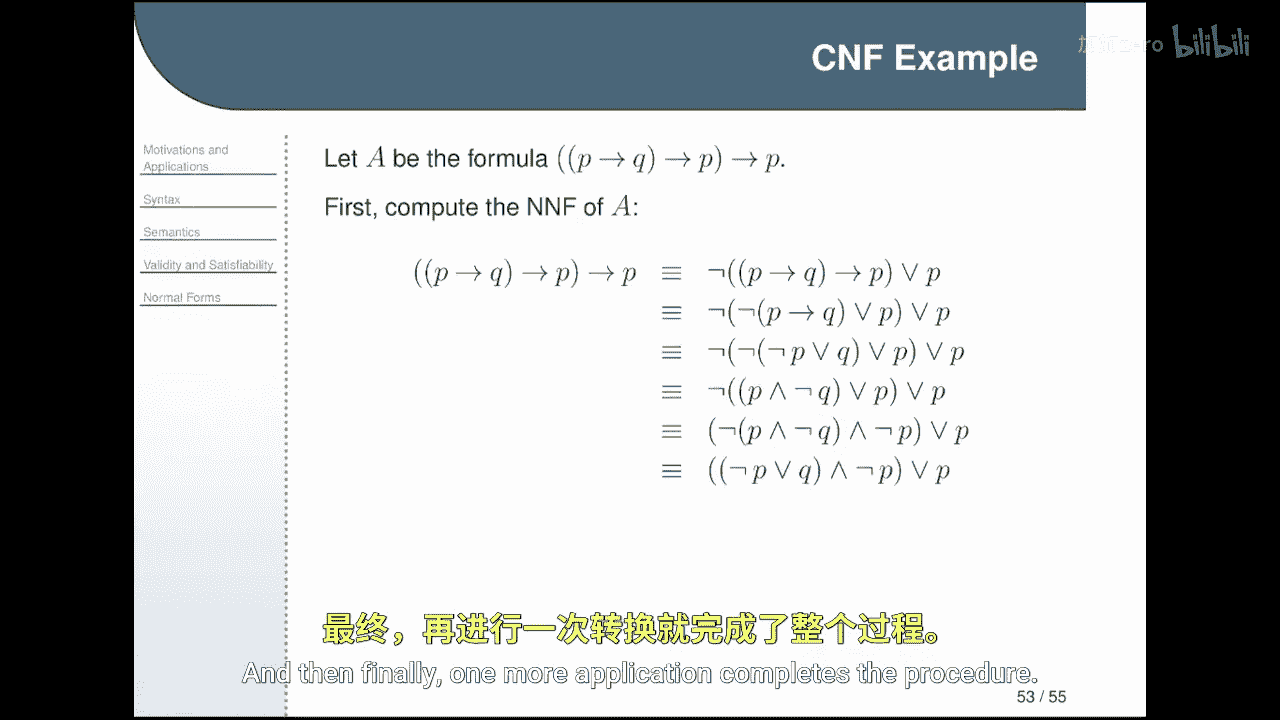 CNF Example
bilibili
Motivations and
Applications
Syntax
Semantics
Validity and Satisfiability
Normal Forms
Let A be the formula ((p → q) → p) → p.
First, compute the NNF of A:
((p → q) → p) → p ≡ ¬((p → q) → p) ∨ p
≡ ¬(¬(p → q) ∨ p) ∨ p
≡ ¬(¬(¬ p ∨ q) ∨ p) ∨ p
≡ ¬((p ∧ ¬ q) ∨ p) ∨ p
≡ (¬(p ∧ ¬ q) ∧ ¬ p) ∨ p
≡ ((¬ p ∨ q) ∧ ¬ p) ∨ p
最终，再进行一次转换就完成了整个过程。
And then finally, one more application completes the procedure.
53 / 55